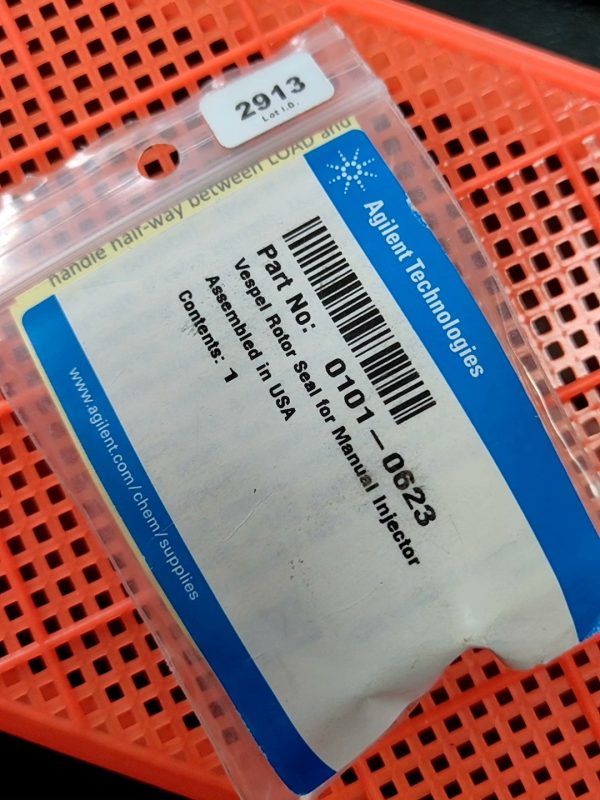 2913
Lot I.D.
handle half-way between LOAD and
Agilent Technologies
Part No: 0101-0623
Vespel Rotor Seal for Manual Injector
Assembled in USA
Contents: 1
www.agilent.com/chem/supplies